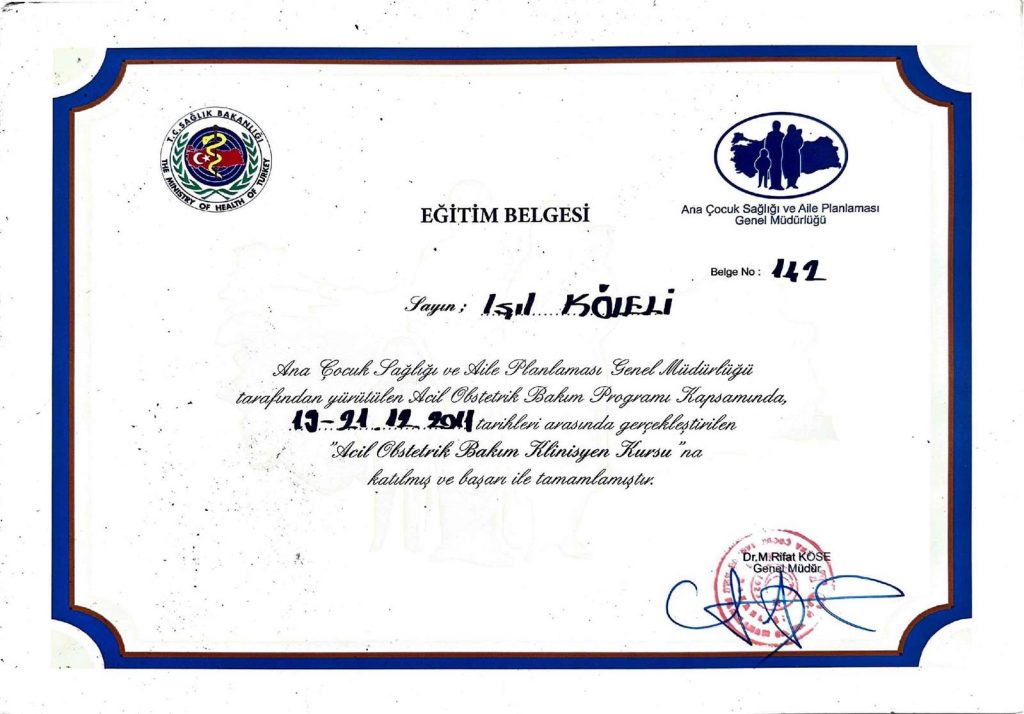 T.C. SAĞLIK BAKANLIĞI
THE MINISTRY OF HEALTH OF TURKEY
Ana Çocuk Sağlığı ve Aile Planlaması
Genel Müdürlüğü
EĞİTİM BELGESİ
Belge No : 142
Sayın ; Işıl KÖLELİ
Ana Çocuk Sağlığı ve Aile Planlaması Genel Müdürlüğü
tarafından yürütülen Acil Obstetrik Bakım Programı Kapsamında,
19-21.12.2011 tarihleri arasında gerçekleştirilen
"Acil Obstetrik Bakım Klinisyen Kursu"na
katılmış ve başarı ile tamamlamıştır.
Dr.M.Rifat KÖSE
Genel Müdür